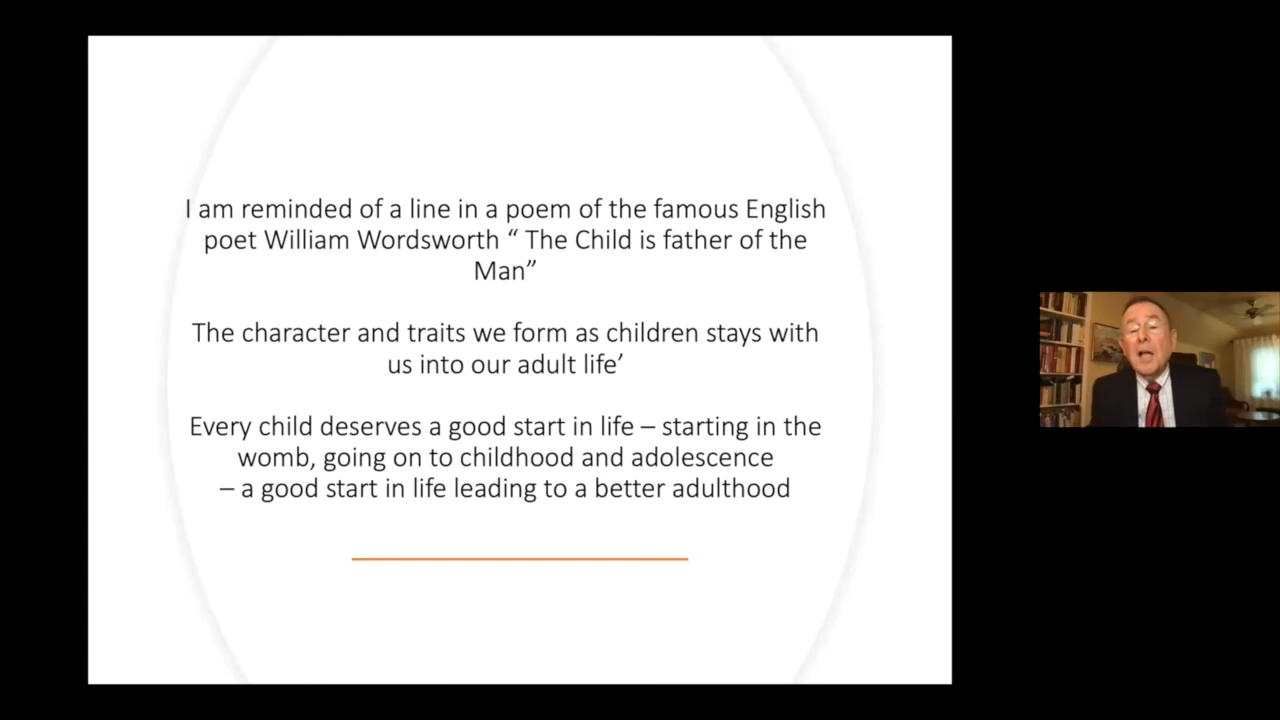 I am reminded of a line in a poem of the famous English
poet William Wordsworth “ The Child is father of the
Man”
The character and traits we form as children stays with
us into our adult life’
Every child deserves a good start in life – starting in the
womb, going on to childhood and adolescence
– a good start in life leading to a better adulthood